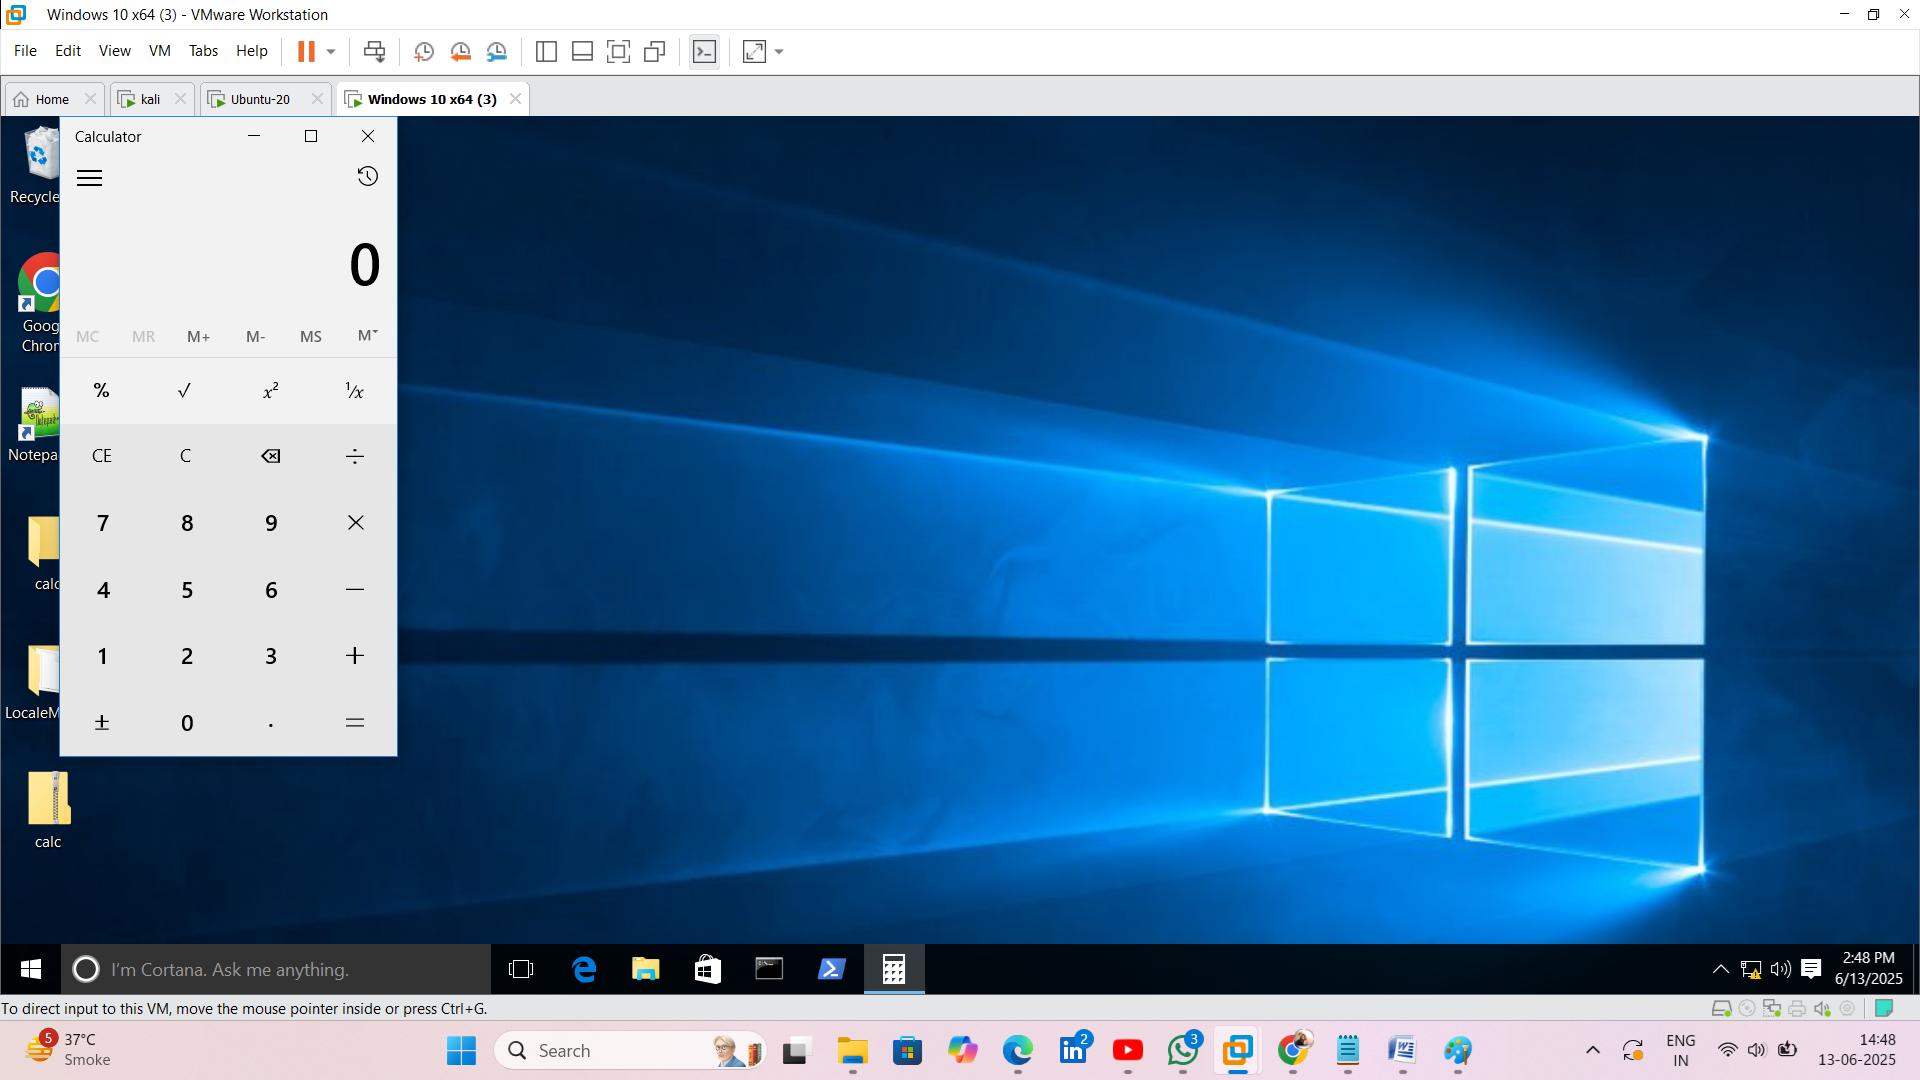 Windows 10 x64 (3) - VMware Workstation
File Edit View VM Tabs Help
Home kali Ubuntu-20 Windows 10 x64 (3)
Calculator
0
MC MR M+ M- MS M
% √ x² ¹/x
CE C ÷
7 8 9 ×
4 5 6 −
1 2 3 +
± 0 . =
Recycle
Goog
Chron
Notepa
calc
LocaleM
calc
I'm Cortana. Ask me anything.
2:48 PM
6/13/2025
To direct input to this VM, move the mouse pointer inside or press Ctrl+G.
5
37°C
Smoke
Search
2
3
ENG
IN
14:48
13-06-2025